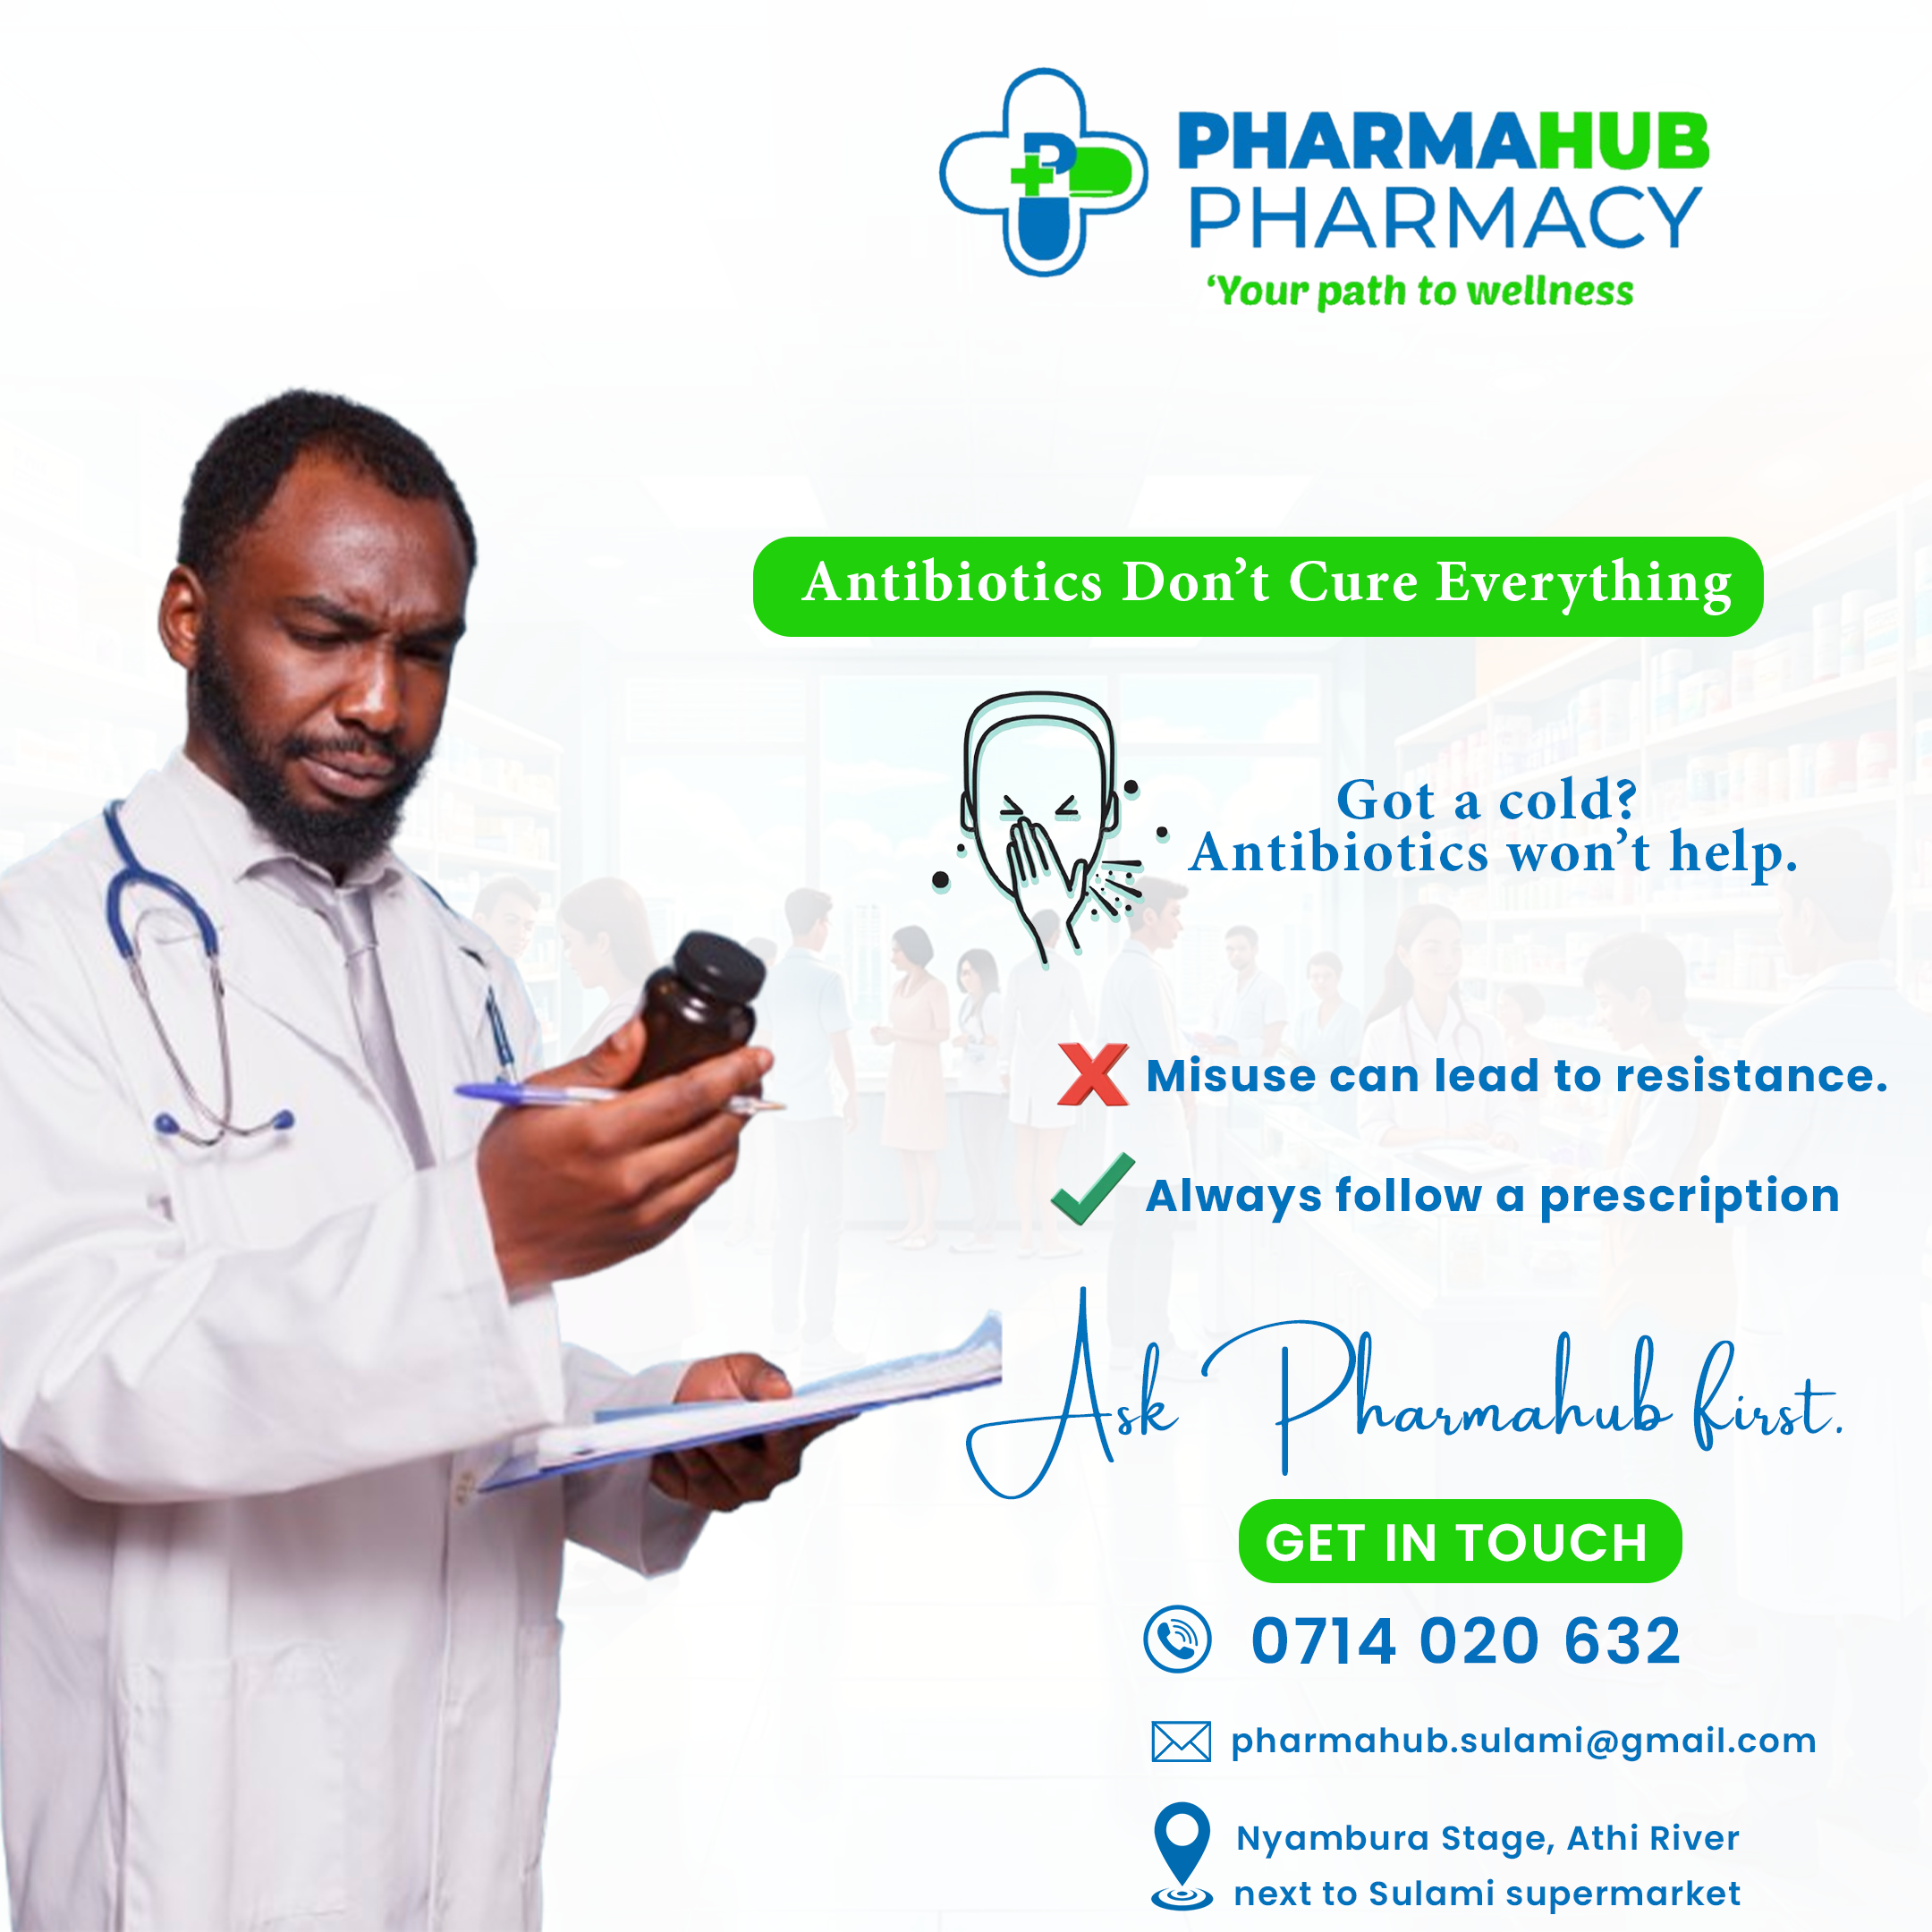 PHARMAHUB
PHARMACY
‘Your path to wellness
Antibiotics Don’t Cure Everything
Got a cold?
Antibiotics won’t help.
Misuse can lead to resistance.
Always follow a prescription
Ask Pharmahub first.
GET IN TOUCH
0714 020 632
pharmahub.sulami@gmail.com
Nyambura Stage, Athi River
next to Sulami supermarket